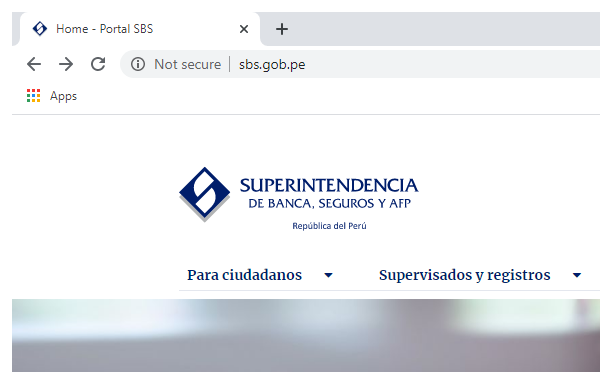 Home - Portal SBS
Not secure | sbs.gob.pe
Apps
SUPERINTENDENCIA
DE BANCA, SEGUROS Y AFP
República del Perú
Para ciudadanos Supervisados y registros